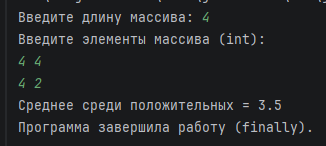 Введите длину массива: 4
Введите элементы массива (int):
4 4
4 2
Среднее среди положительных = 3.5
Программа завершила работу (finally).